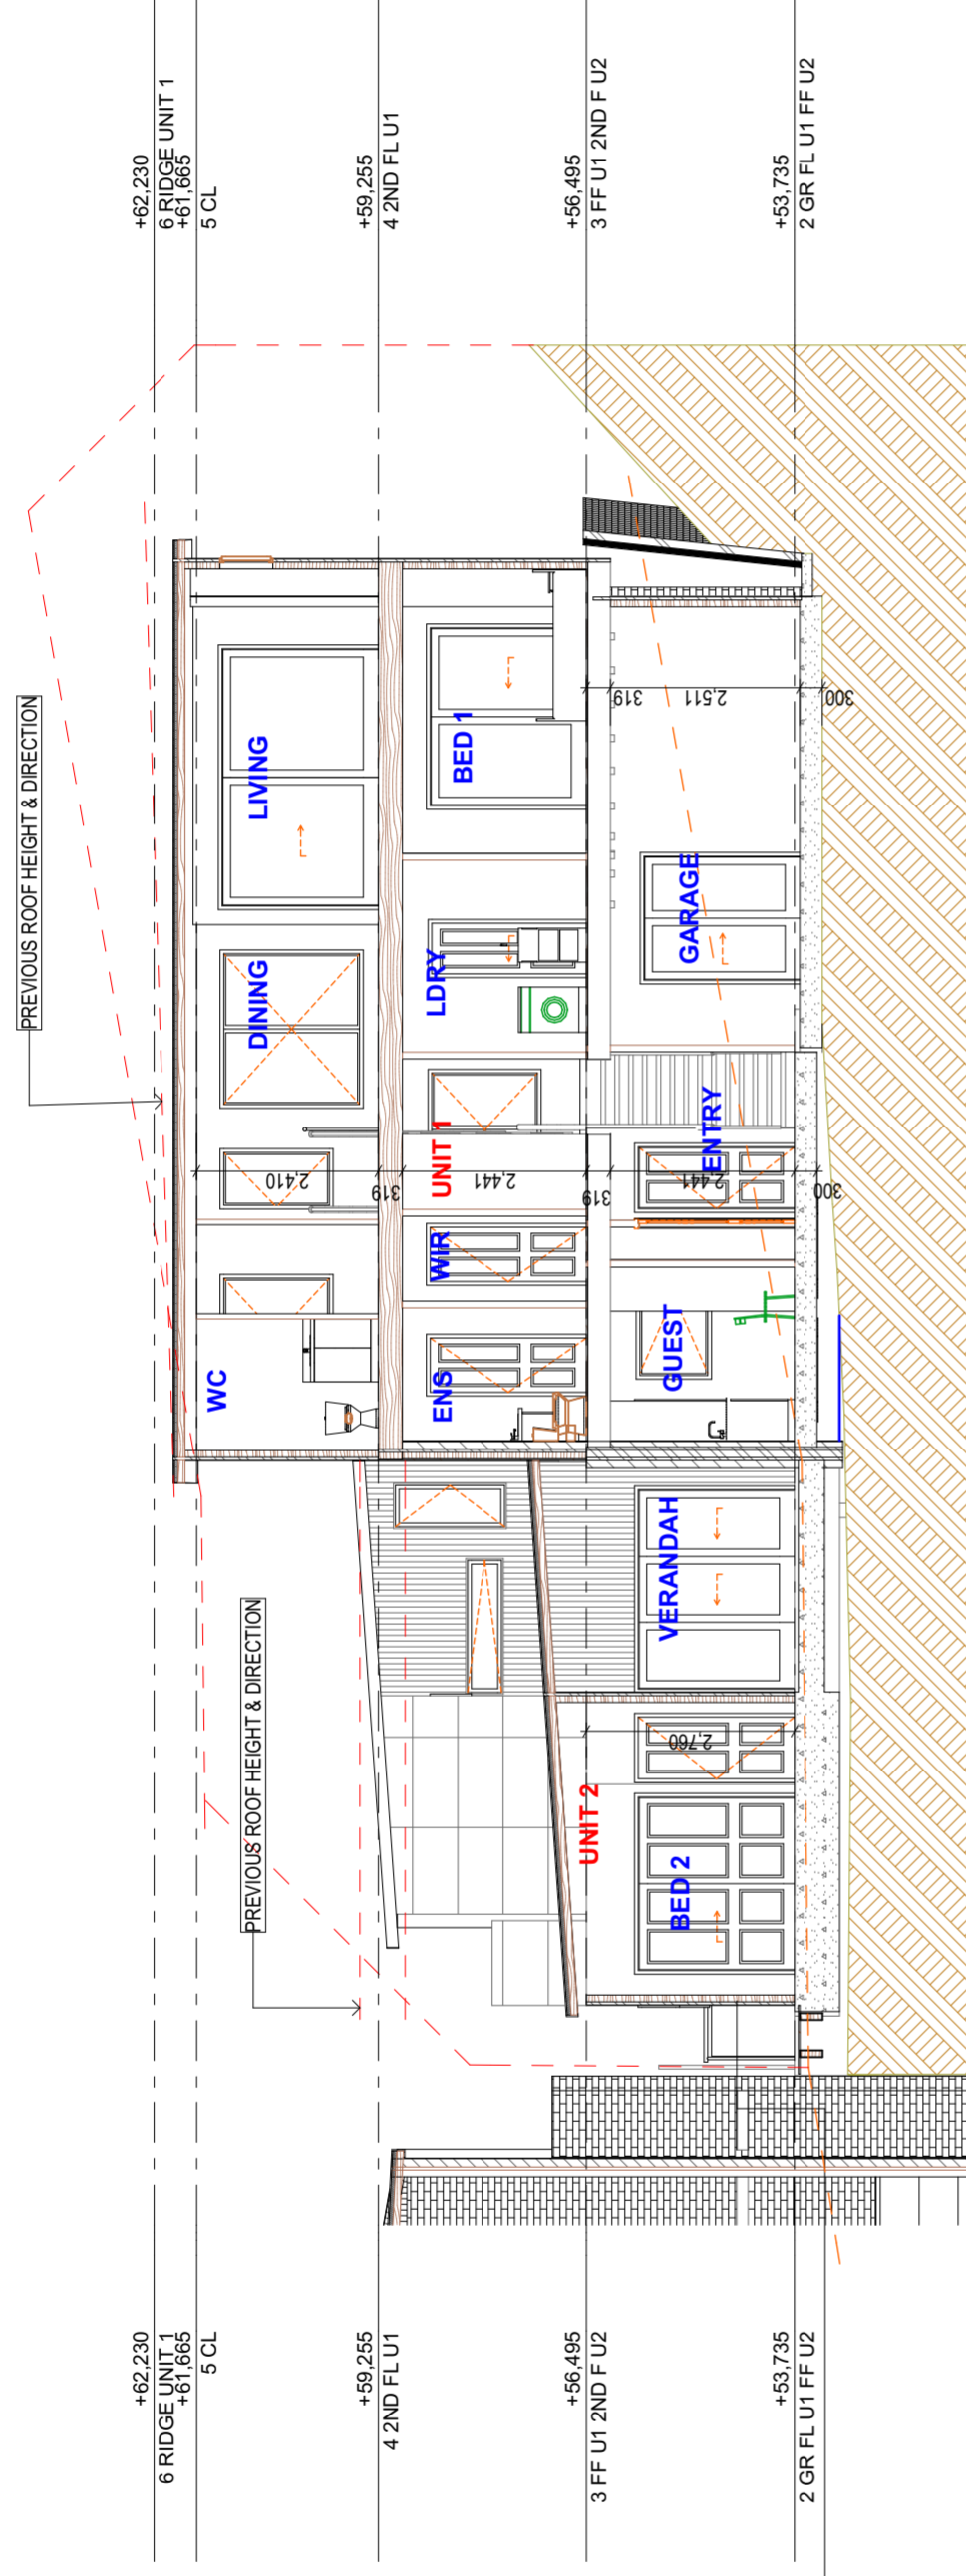 +62,230
6 RIDGE UNIT 1
+61,665
5 CL
+59,255
4 2ND FL U1
+56,495
3 FF U1 2ND F U2
+53,735
2 GR FL U1 FF U2
PREVIOUS ROOF HEIGHT & DIRECTION
LIVING
BED 1
319
2,511
300
GARAGE
DINING
LDRY
ENTRY
UNIT 1
2,410
319
2,441
319
2,441
300
WIR
GUEST
WC
ENS
VERANDAH
PREVIOUS ROOF HEIGHT & DIRECTION
2,760
UNIT 2
BED 2
+62,230
6 RIDGE UNIT 1
+61,665
5 CL
+59,255
4 2ND FL U1
+56,495
3 FF U1 2ND F U2
+53,735
2 GR FL U1 FF U2